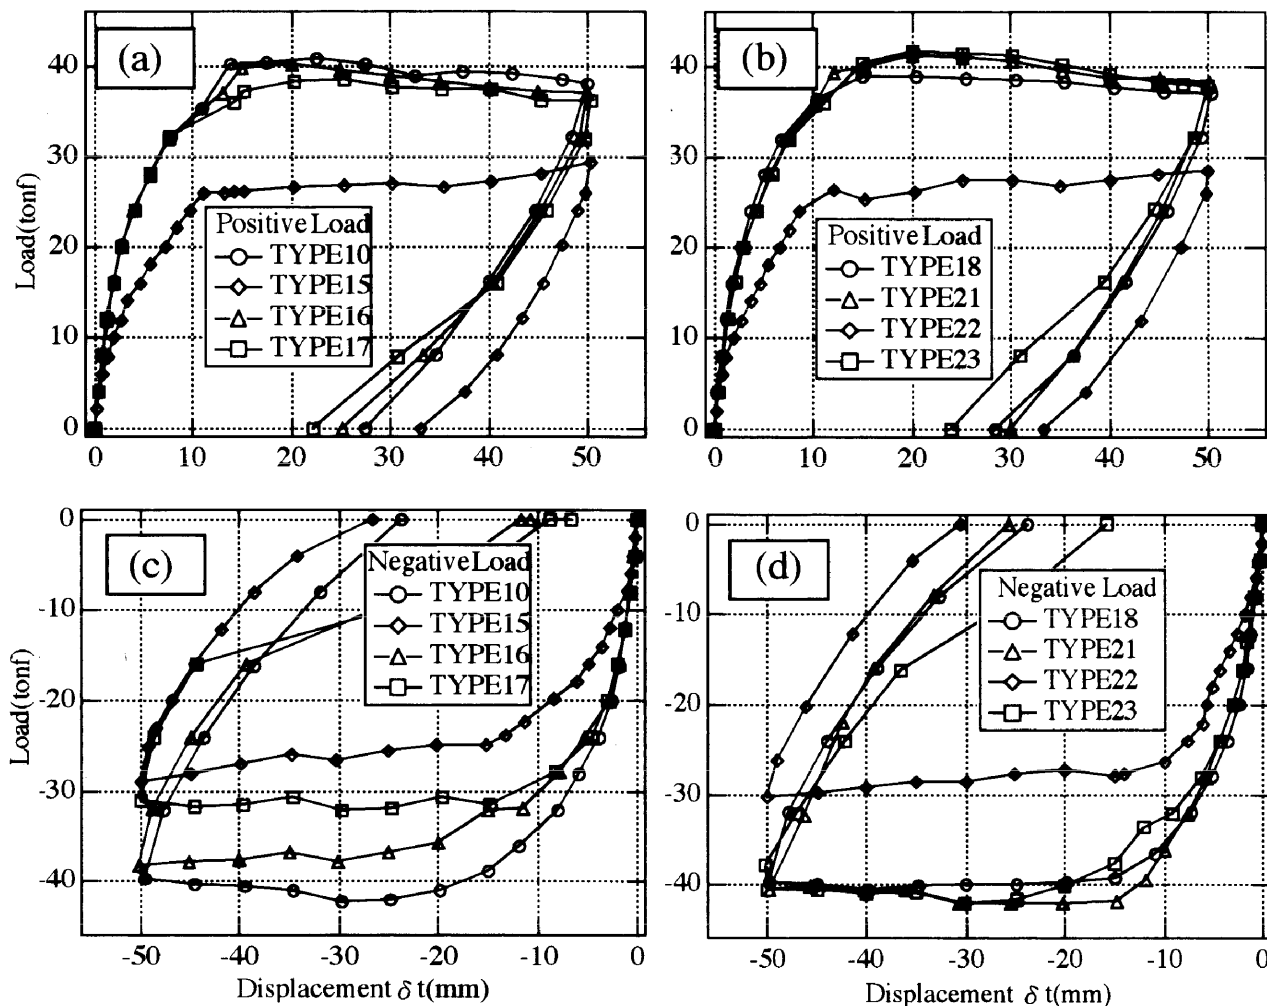 (a)
Load(tonf)
40
30
20
10
0
0 10 20 30 40 50
Positive Load
TYPE10
TYPE15
TYPE16
TYPE17
(b)
40
30
20
10
0
0 10 20 30 40 50
Positive Load
TYPE18
TYPE21
TYPE22
TYPE23
(c)
Load(tonf)
0
-10
-20
-30
-40
-50 -40 -30 -20 -10 0
Displacement δ t(mm)
Negative Load
TYPE10
TYPE15
TYPE16
TYPE17
(d)
0
-10
-20
-30
-40
-50 -40 -30 -20 -10 0
Displacement δ t(mm)
Negative Load
TYPE18
TYPE21
TYPE22
TYPE23